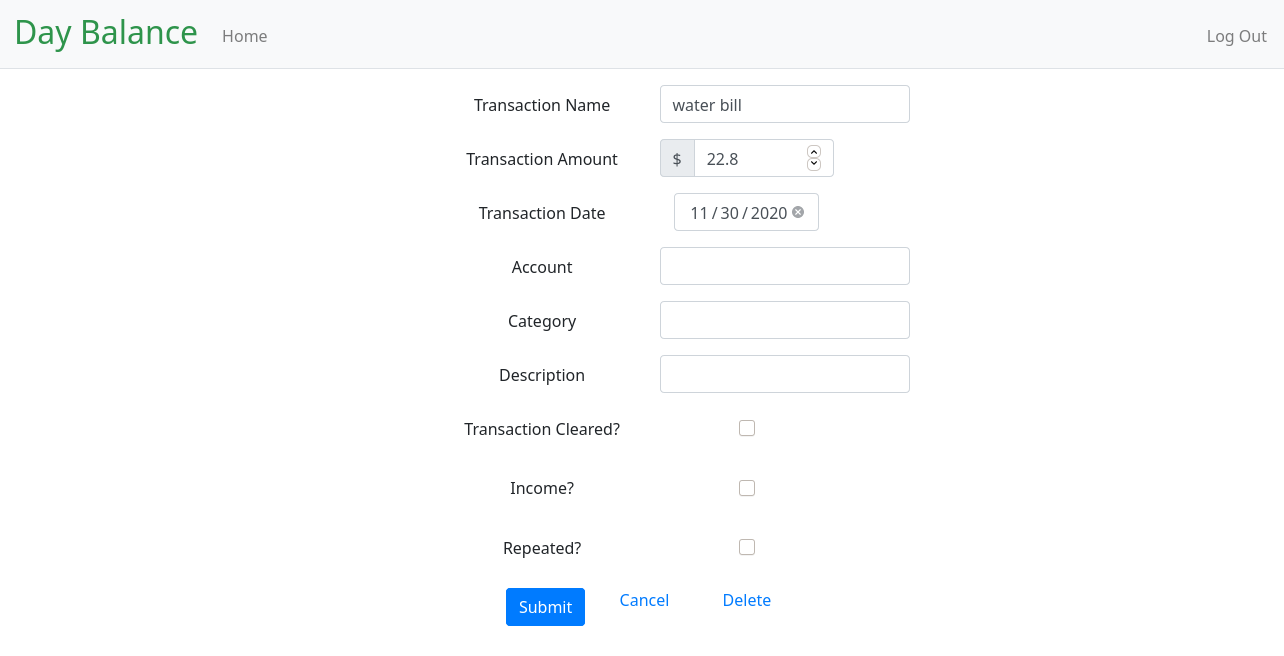 Day Balance Home Log Out
Transaction Name water bill
Transaction Amount $ 22.8
Transaction Date 11/30/2020
Account
Category
Description
Transaction Cleared?
Income?
Repeated?
Submit Cancel Delete